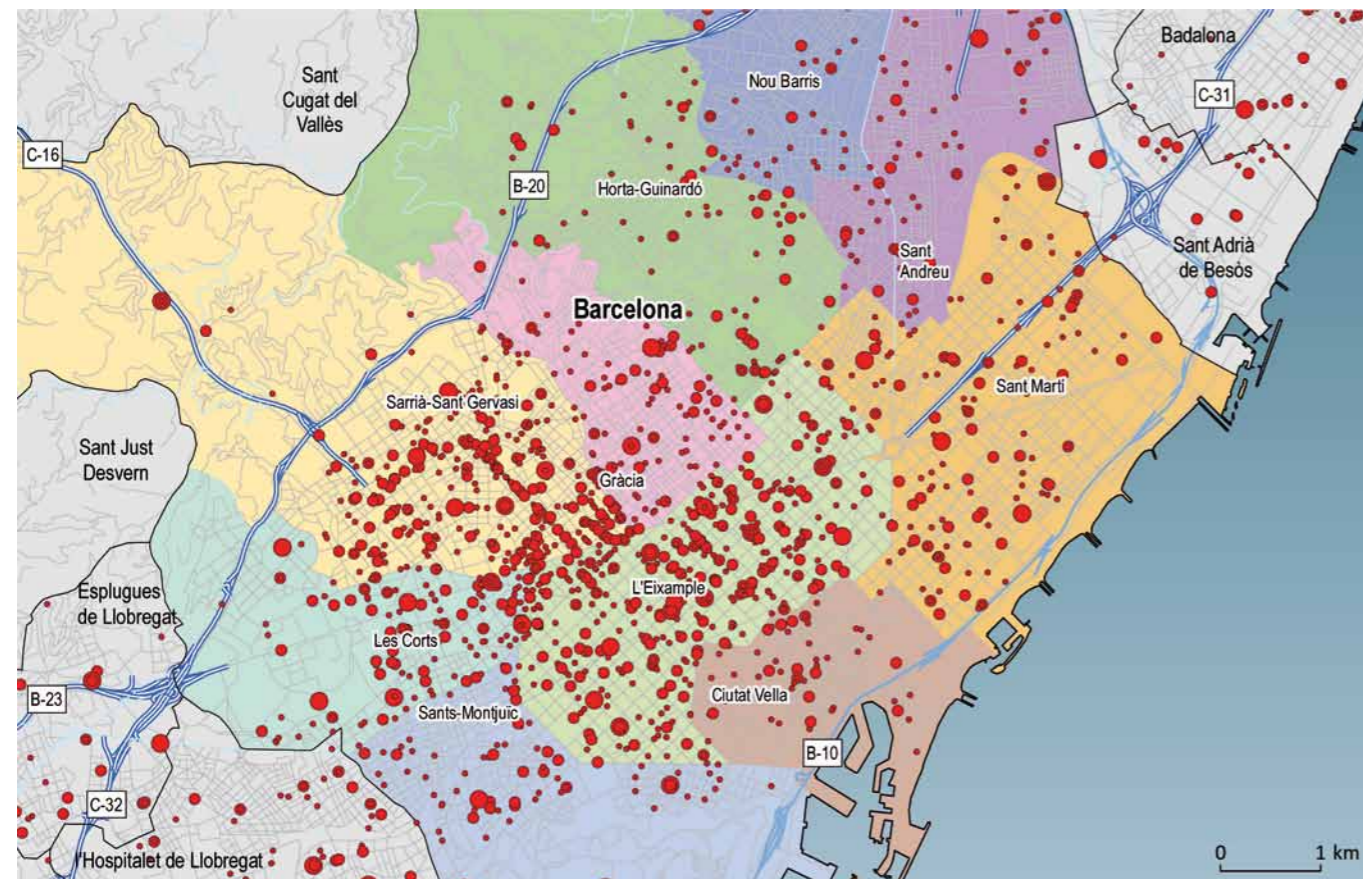 Badalona
Sant
Cugat del
Vallès
Nou Barris
C-31
C-16
B-20
Horta-Guinardó
Sant
Andreu
Sant Adrià
de Besòs
Barcelona
Sarrià-Sant Gervasi
Sant Martí
Sant Just
Desvern
Gràcia
Esplugues
de Llobregat
L'Eixample
Les Corts
B-23
Ciutat Vella
Sants-Montjuïc
B-10
C-32
l'Hospitalet de Llobregat
0 1 km